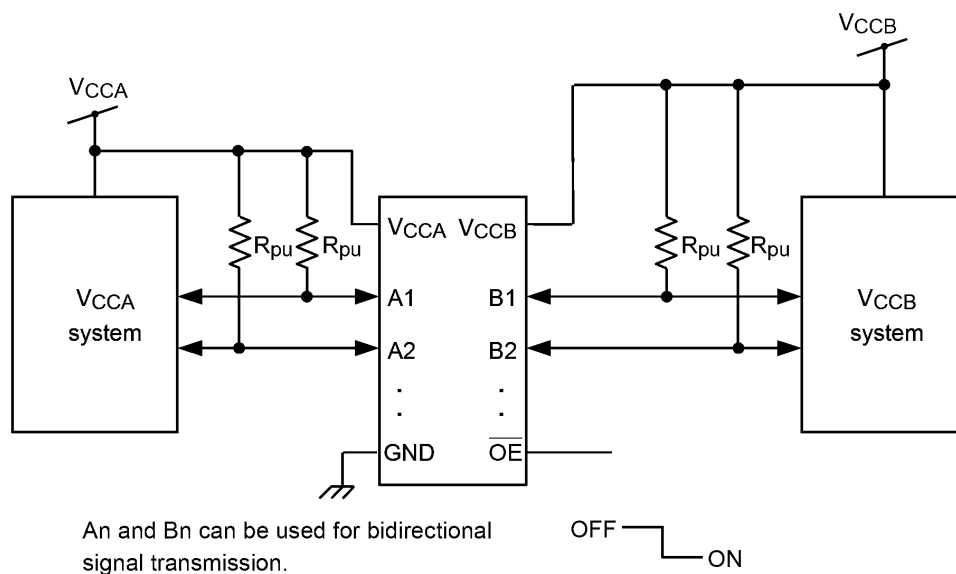 VCCB
VCCA
VCCA VCCB
Rpu Rpu Rpu Rpu
VCCA
system
A1 B1
A2 B2
VCCB
system
GND OE
An and Bn can be used for bidirectional
signal transmission.
OFF
ON